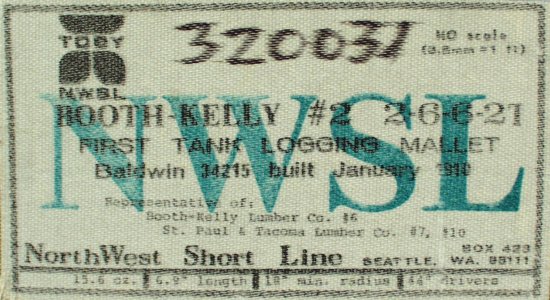 TOBY
NWSL
320037
HO scale
(3.5mm = 1 ft)
NWSL
BOOTH-KELLY #2 2-6-6-2T
FIRST TANK LOGGING MALLET
Baldwin 34215 built January 1910
Representative of:
Booth-Kelly Lumber Co. #6
St. Paul & Tacoma Lumber Co. #7, $10
NorthWest Short Line
BOX 423
SEATTLE, WA. 98111
15.6 oz. 6.9" length 18" min. radius 44" drivers